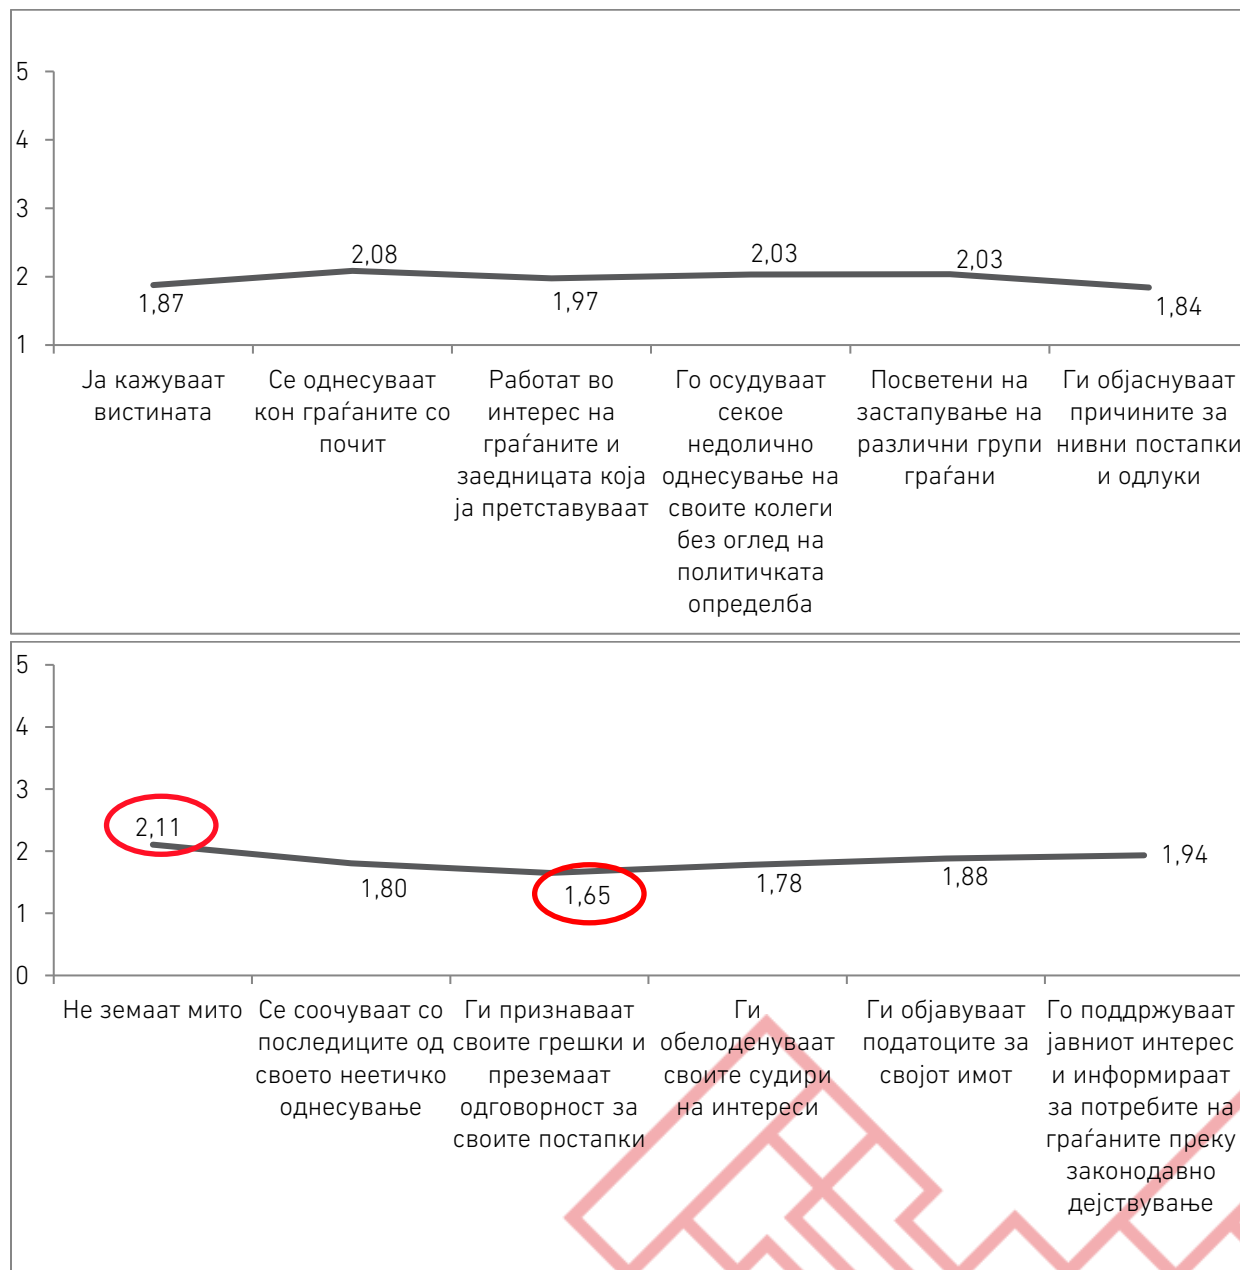 5
4
3
2
1
1,87
2,08
1,97
2,03
2,03
1,84
Ја кажуваат
вистината
Се однесуваат
кон граѓаните со
почит
Работат во
интерес на
граѓаните и
заедницата која
ја претставуваат
Го осудуваат
секое
недолично
однесување на
своите колеги
без оглед на
политичката
определба
Посветени на
застапување на
различни групи
граѓани
Ги објаснуваат
причините за
нивни постапки
и одлуки
5
4
3
2
1
0
2,11
1,80
1,65
1,78
1,88
1,94
Не земаат мито
Се соочуваат со
последиците од
своето неетичко
однесување
Ги признаваат
своите грешки и
преземаат
одговорност за
своите постапки
Ги
обелоденуваат
своите судири
на интереси
Ги објавуваат
податоците за
својот имот
Го поддржуваат
јавниот интерес
и информираат
за потребите на
граѓаните преку
законодавно
дејствување